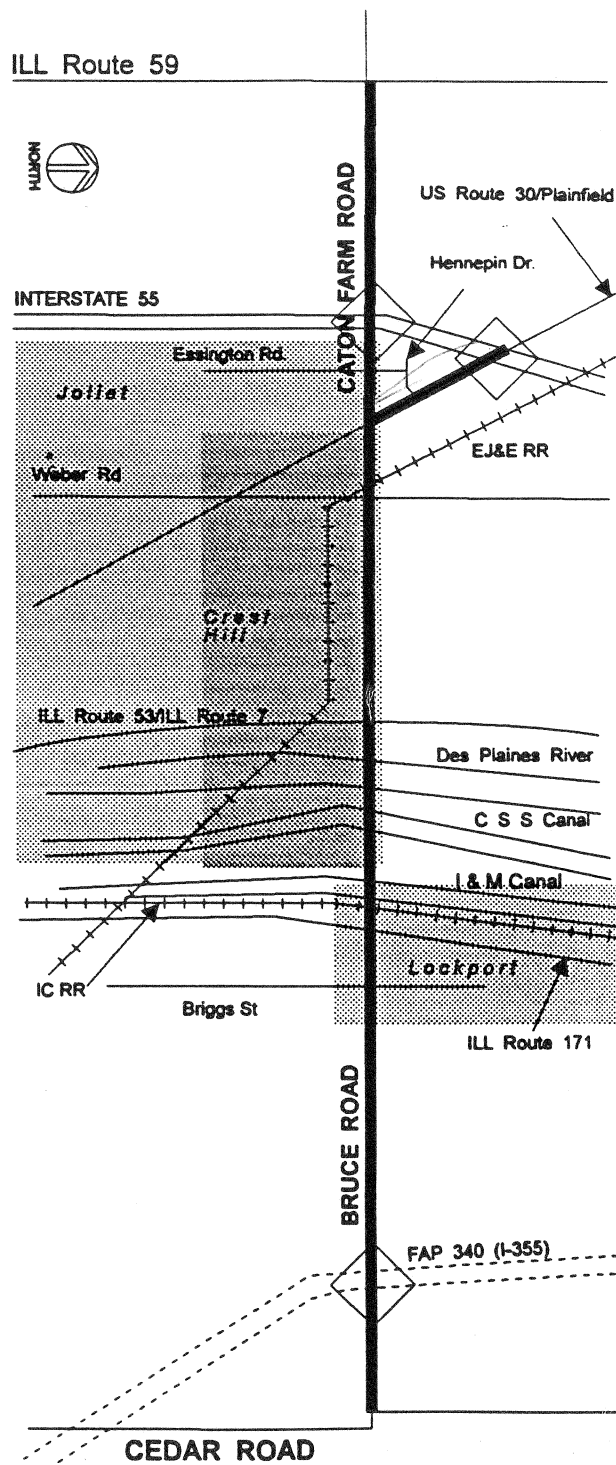 ILL Route 59
NORTH
CATON FARM ROAD
US Route 30/Plainfield
Hennepin Dr.
INTERSTATE 55
Essington Rd.
Joliet
EJ&E RR
Weber Rd
Crest
Hill
ILL Route 53/ILL Route 7
Des Plaines River
C S S Canal
I & M Canal
Lockport
IC RR
Briggs St
ILL Route 171
BRUCE ROAD
FAP 340 (I-355)
CEDAR ROAD